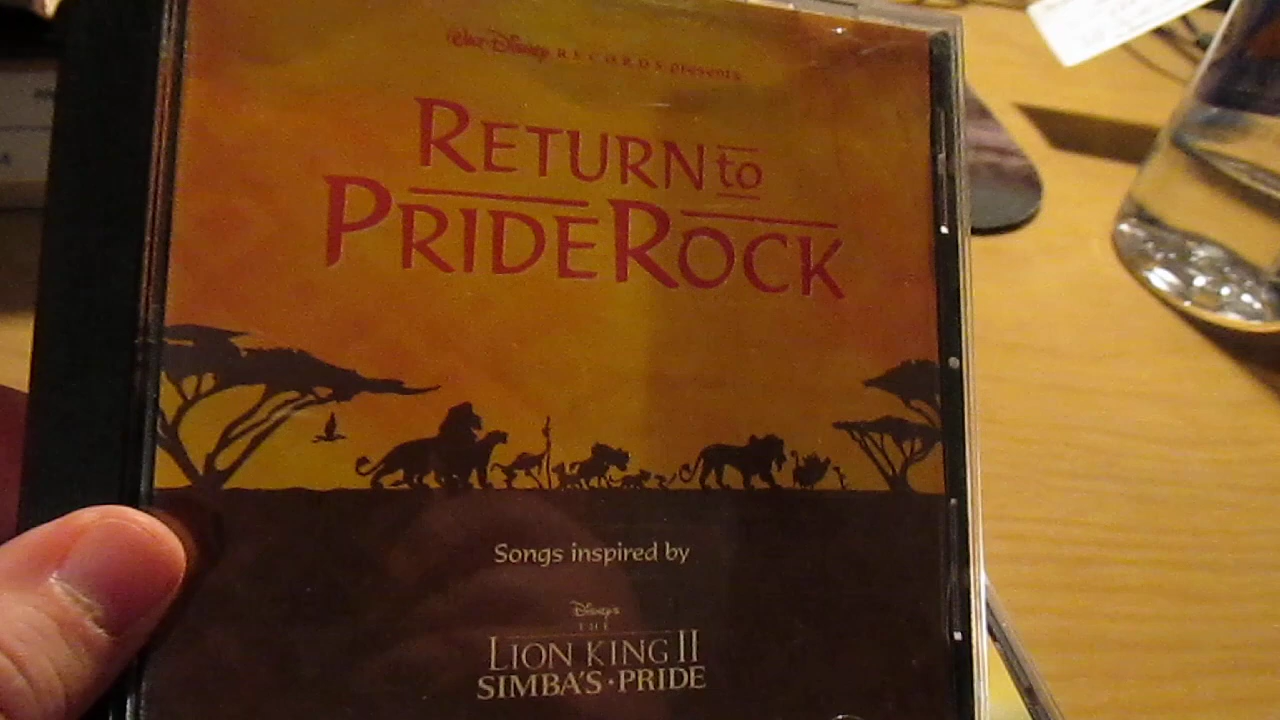 Walt Disney RECORDS presents
RETURN to
PRIDE ROCK
Songs inspired by
Disney's
THE
LION KING II
SIMBA'S · PRIDE